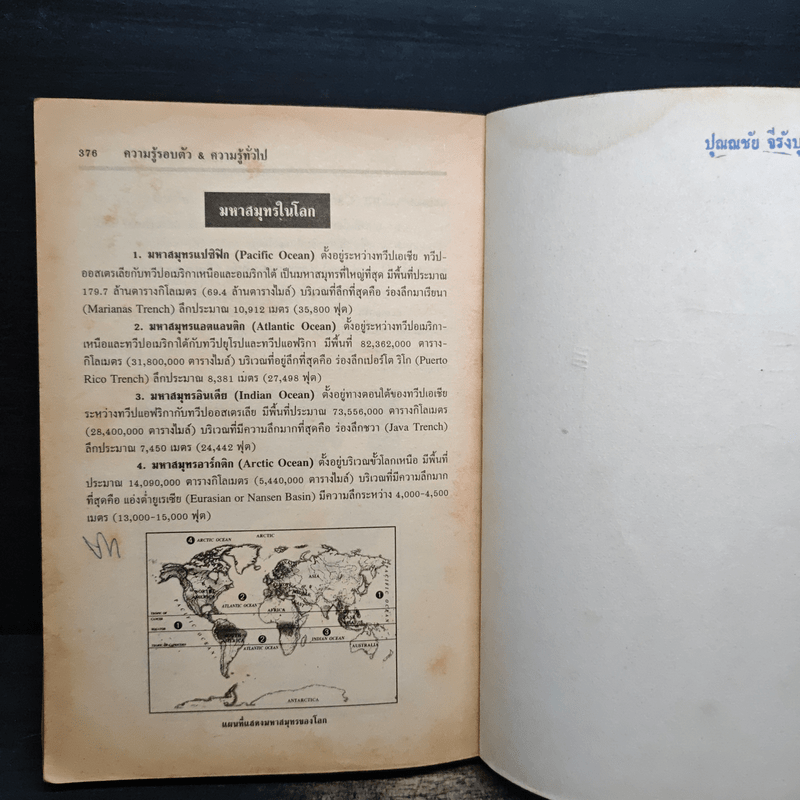 376 ความรู้รอบตัว & ความรู้ทั่วไป
มหาสมุทรในโลก
1. มหาสมุทรแปซิฟิก (Pacific Ocean) ตั้งอยู่ระหว่างทวีปเอเชีย ทวีป-
ออสเตรเลียกับทวีปอเมริกาเหนือและอเมริกาใต้ เป็นมหาสมุทรที่ใหญ่ที่สุด มีพื้นที่ประมาณ
179.7 ล้านตารางกิโลเมตร (69.4 ล้านตารางไมล์) บริเวณที่ลึกที่สุดคือ ร่องลึกมาเรียนา
(Marianas Trench) ลึกประมาณ 10,912 เมตร (35,800 ฟุต)
2. มหาสมุทรแอตแลนติก (Atlantic Ocean) ตั้งอยู่ระหว่างทวีปอเมริกา-
เหนือและทวีปอเมริกาใต้กับทวีปยุโรปและทวีปแอฟริกา มีพื้นที่ 82,362,000 ตาราง-
กิโลเมตร (31,800,000 ตารางไมล์) บริเวณที่อยู่ลึกที่สุดคือ ร่องลึกเปอร์โต ริโก (Puerto
Rico Trench) ลึกประมาณ 8,381 เมตร (27,498 ฟุต)
3. มหาสมุทรอินเดีย (Indian Ocean) ตั้งอยู่ทางตอนใต้ของทวีปเอเชีย
ระหว่างทวีปแอฟริกากับทวีปออสเตรเลีย มีพื้นที่ประมาณ 73,556,000 ตารางกิโลเมตร
(28,400,000 ตารางไมล์) บริเวณที่มีความลึกมากที่สุดคือ ร่องลึกชวา (Java Trench)
ลึกประมาณ 7,450 เมตร (24,442 ฟุต)
4. มหาสมุทรอาร์กติก (Arctic Ocean) ตั้งอยู่บริเวณขั้วโลกเหนือ มีพื้นที่
ประมาณ 14,090,000 ตารางกิโลเมตร (5,440,000 ตารางไมล์) บริเวณที่มีความลึกมาก
ที่สุดคือ แอ่งต่ำยูเรเซีย (Eurasian or Nansen Basin) มีความลึกระหว่าง 4,000-4,500
เมตร (13,000-15,000 ฟุต)
4 ARCTIC OCEAN ARCTIC
NORTH ASIA
PACIFIC OCEAN
2 ATLANTIC OCEAN
AFRICA
1
PACIFIC OCEAN
1
2 ATLANTIC OCEAN
3 INDIAN OCEAN
AUSTRALIA
ANTARCTICA
แผนที่แสดงมหาสมุทรของโลก
ปุณณชัย